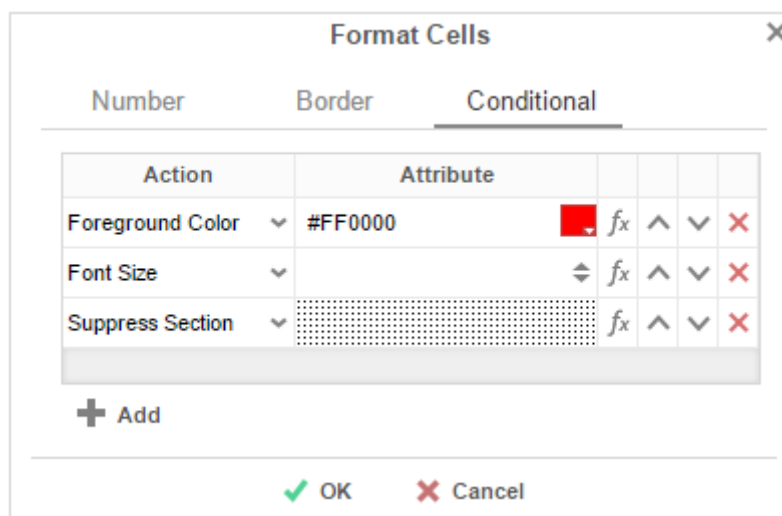 Format Cells
Number Border Conditional
Action Attribute
Foreground Color #FF0000 fx
Font Size fx
Suppress Section fx
Add
OK Cancel